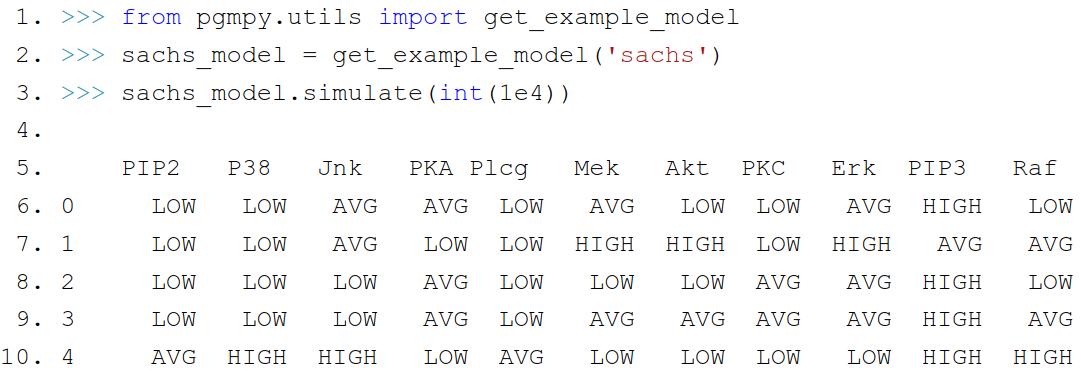 1. >>> from pgmpy.utils import get_example_model
2. >>> sachs_model = get_example_model('sachs')
3. >>> sachs_model.simulate(int(1e4))
4.
5. PIP2 P38 Jnk PKA Plcg Mek Akt PKC Erk PIP3 Raf
6. 0 LOW LOW AVG AVG LOW AVG LOW LOW AVG HIGH LOW
7. 1 LOW LOW AVG LOW LOW HIGH HIGH LOW HIGH AVG AVG
8. 2 LOW LOW LOW AVG LOW LOW LOW AVG AVG HIGH LOW
9. 3 LOW LOW LOW AVG LOW AVG AVG AVG AVG HIGH AVG
10. 4 AVG HIGH HIGH LOW AVG LOW LOW LOW LOW HIGH HIGH